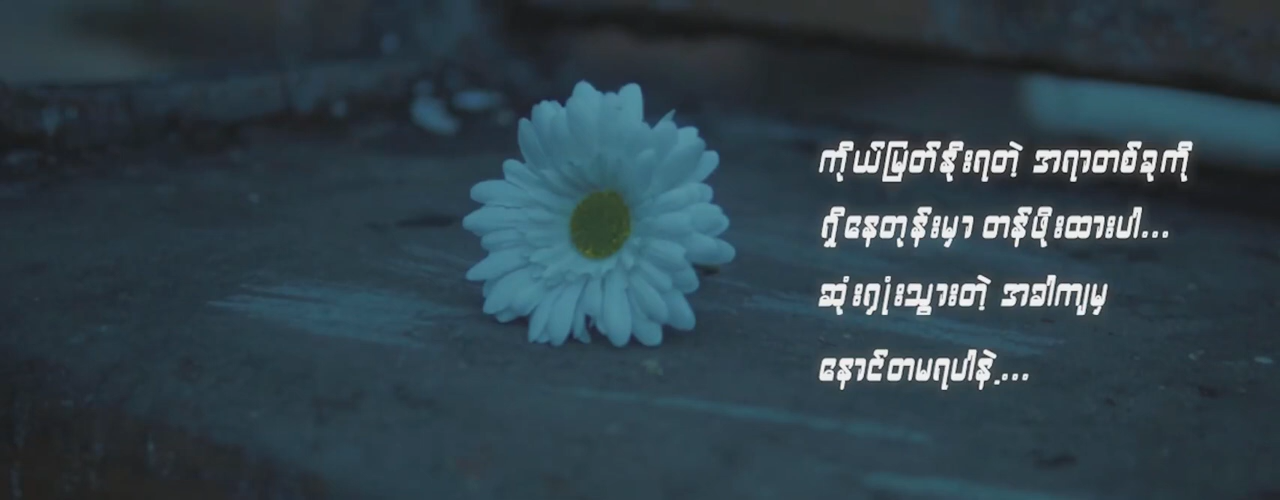 ကိုယ်မြတ်နိုးရတဲ့ အရာတစ်ခုကို
ရှိနေတုန်းမှာ တန်ဖိုးထားပါ...
ဆုံးရှုံးသွားတဲ့ အခါကျမှ
နောင်တမရပါနဲ့...